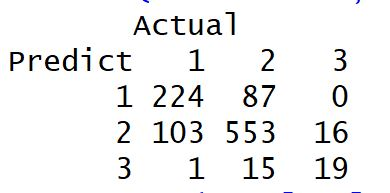 Actual
Predict 1 2 3
1 224 87 0
2 103 553 16
3 1 15 19